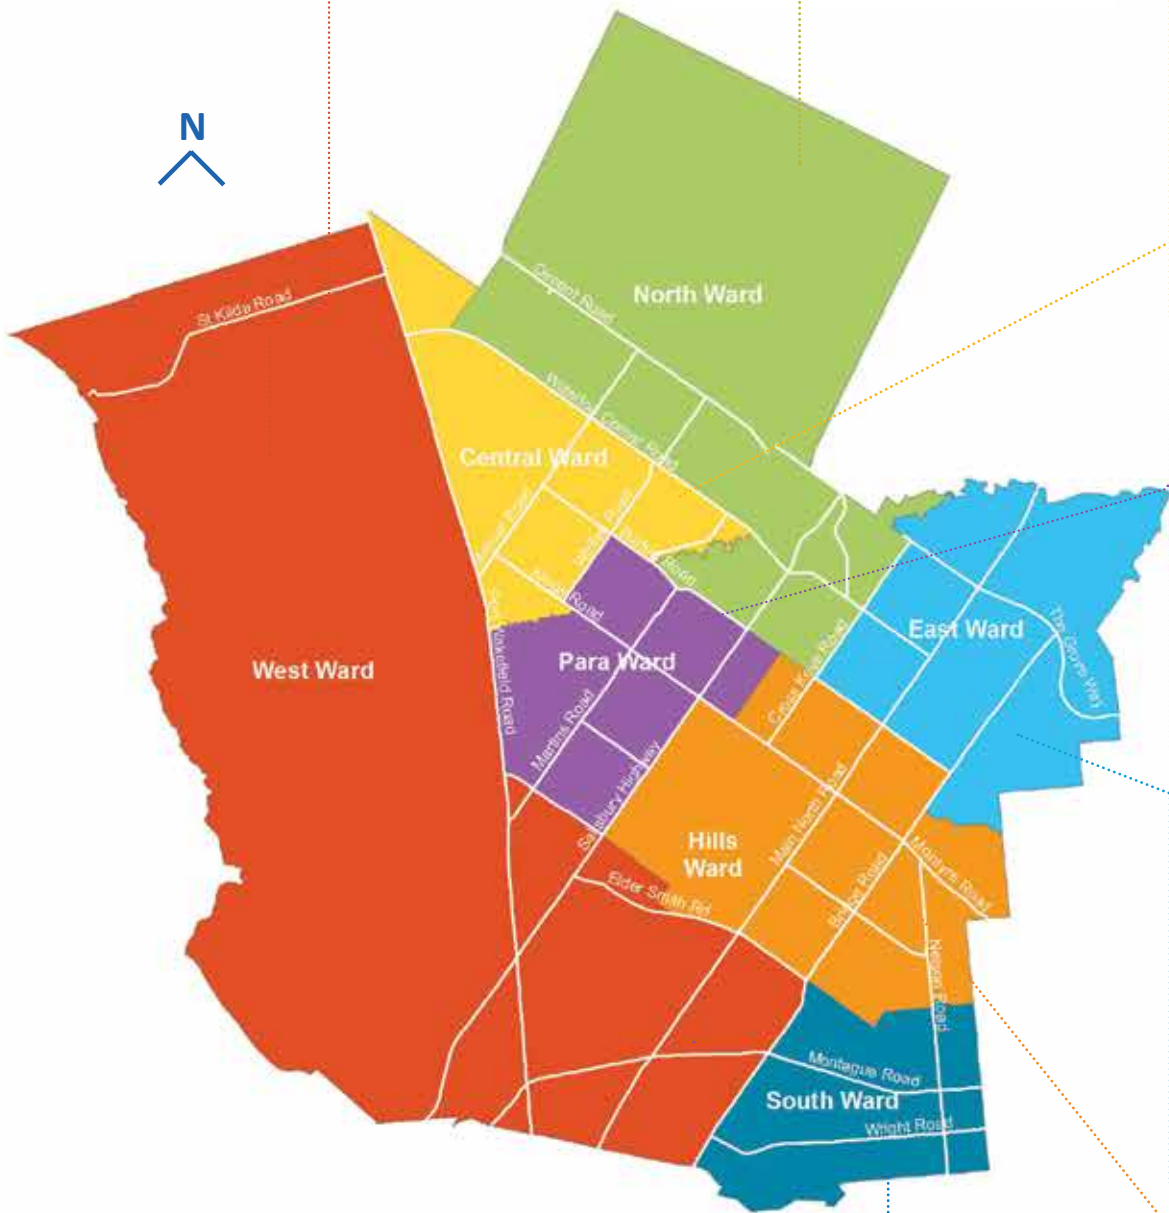 N
North Ward
St Kilda Road
Waterloo Corner Road
Central Ward
East Ward
The Grove Way
Para Ward
West Ward
Martins Road
Salisbury Highway
Main North Road
Hills
Ward
Bridge Road
McIntyre Road
Elder Smith Rd
Nelson Road
Montague Road
South Ward
Wright Road